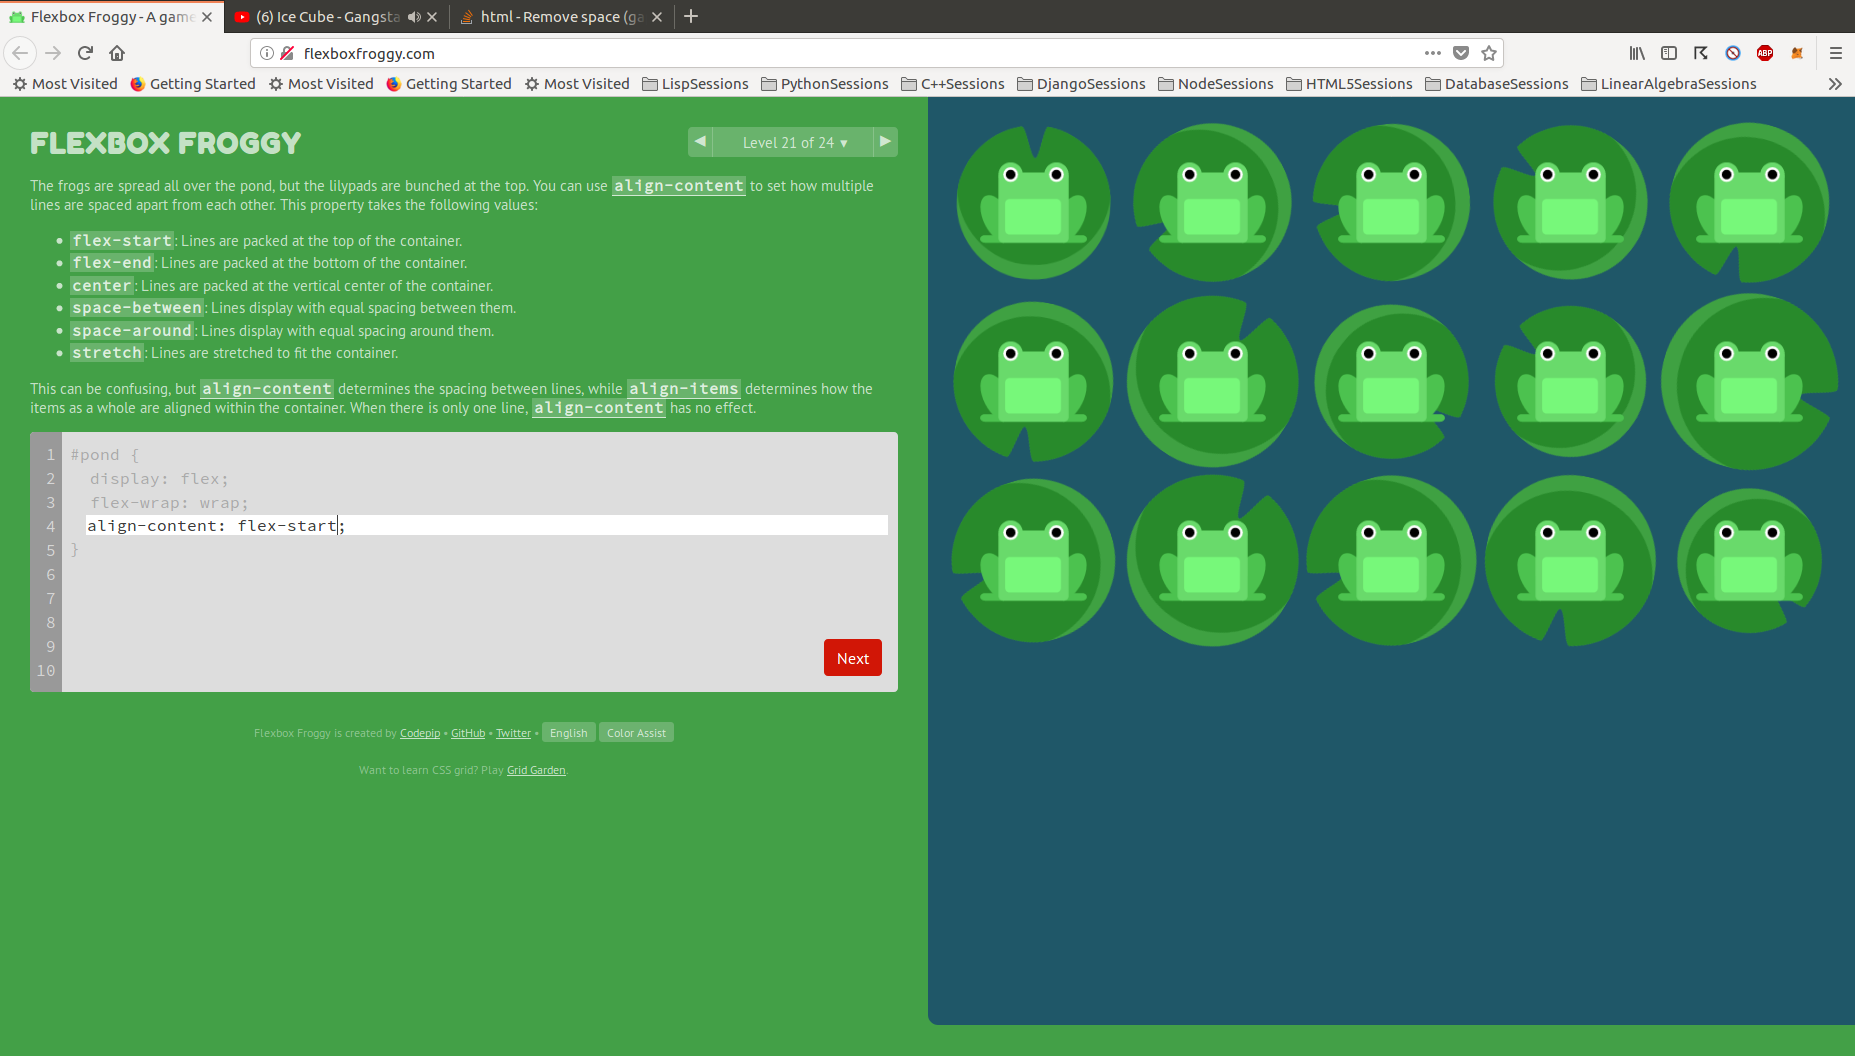 Flexbox Froggy - A game
(6) Ice Cube - Gangsta
html - Remove space (ga
flexboxfroggy.com
ABP
Most Visited Getting Started Most Visited Getting Started Most Visited LispSessions PythonSessions C++Sessions DjangoSessions NodeSessions HTML5Sessions DatabaseSessions LinearAlgebraSessions
FLEXBOX FROGGY
Level 21 of 24
The frogs are spread all over the pond, but the lilypads are bunched at the top. You can use align-content to set how multiple
lines are spaced apart from each other. This property takes the following values:
• flex-start: Lines are packed at the top of the container.
• flex-end: Lines are packed at the bottom of the container.
• center: Lines are packed at the vertical center of the container.
• space-between: Lines display with equal spacing between them.
• space-around: Lines display with equal spacing around them.
• stretch: Lines are stretched to fit the container.
This can be confusing, but align-content determines the spacing between lines, while align-items determines how the
items as a whole are aligned within the container. When there is only one line, align-content has no effect.
1 #pond {
2 display: flex;
3 flex-wrap: wrap;
4 align-content: flex-start;
5 }
6
7
8
9
10
Next
Flexbox Froggy is created by Codepip • GitHub • Twitter • English Color Assist
Want to learn CSS grid? Play Grid Garden.